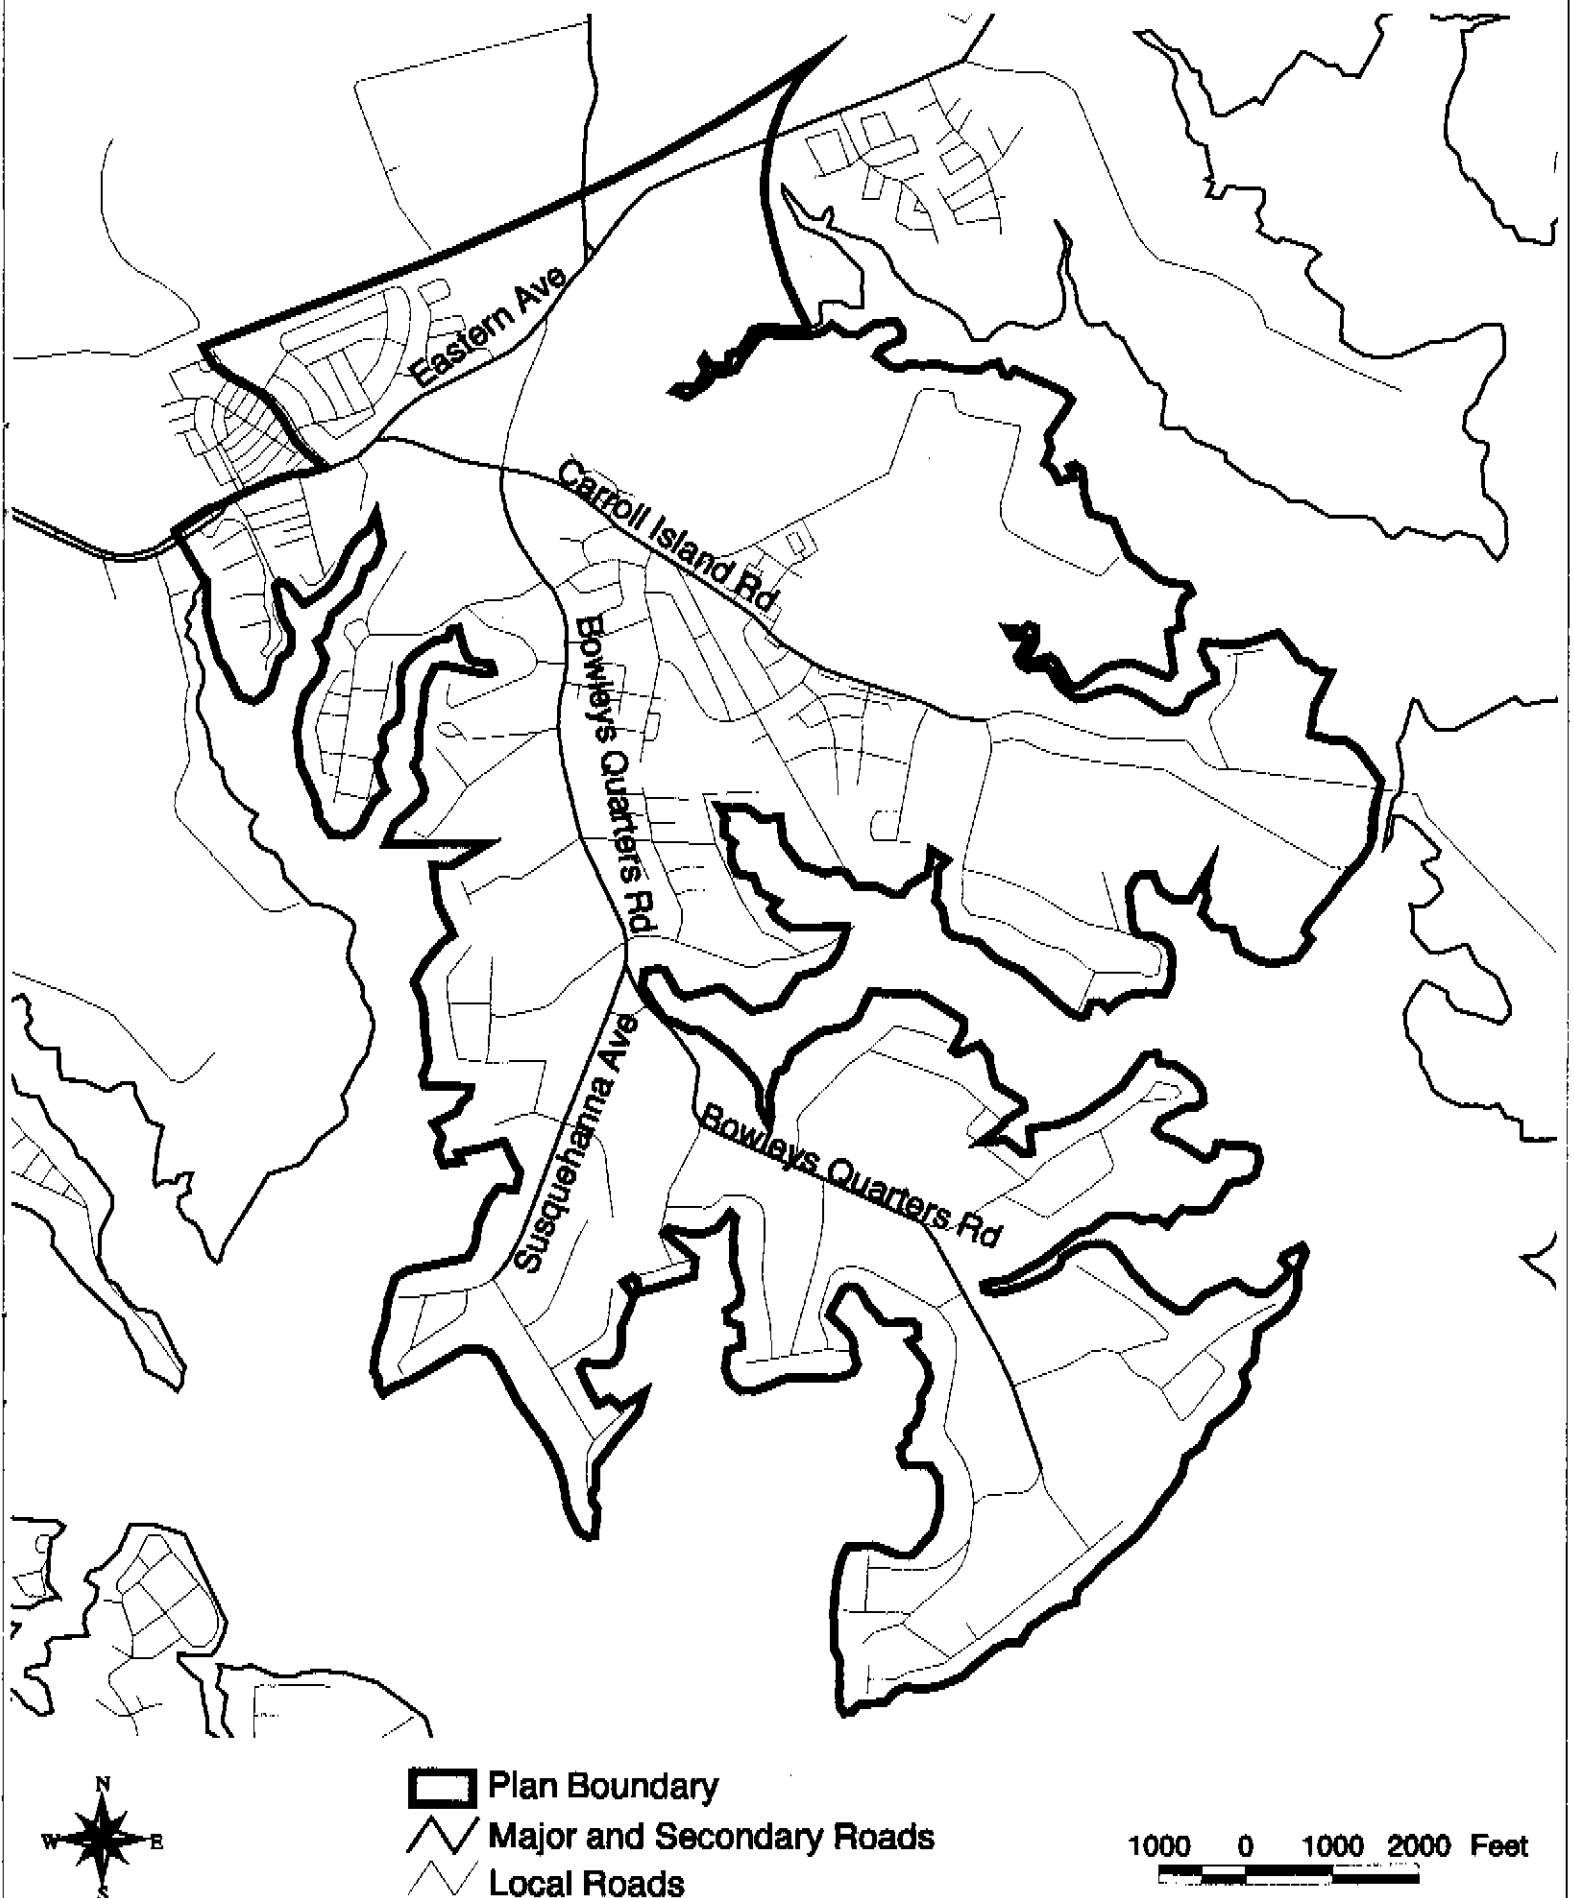 Eastern Ave
Carroll Island Rd
Bowleys Quarters Rd
Susquehanna Ave
Bowleys Quarters Rd
N
W E
S
Plan Boundary
Major and Secondary Roads
Local Roads
1000 0 1000 2000 Feet